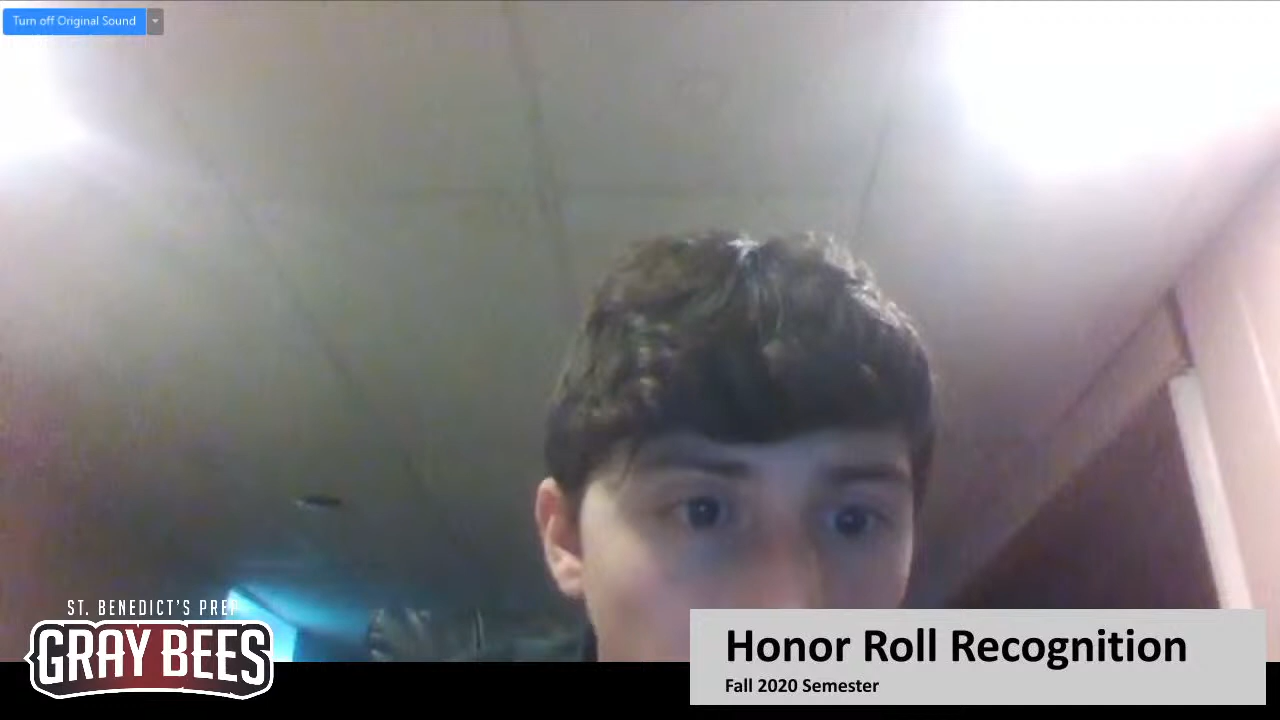 Turn off Original Sound
ST. BENEDICT'S PREP
GRAY BEES
Honor Roll Recognition
Fall 2020 Semester